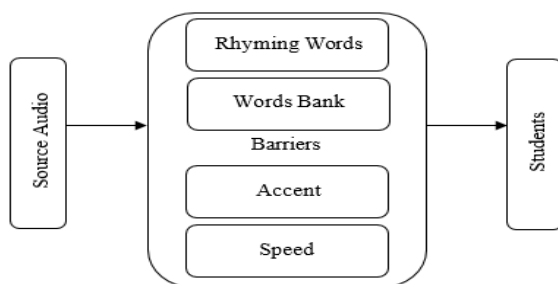 Source Audio
Rhyming Words
Words Bank
Barriers
Accent
Speed
Students